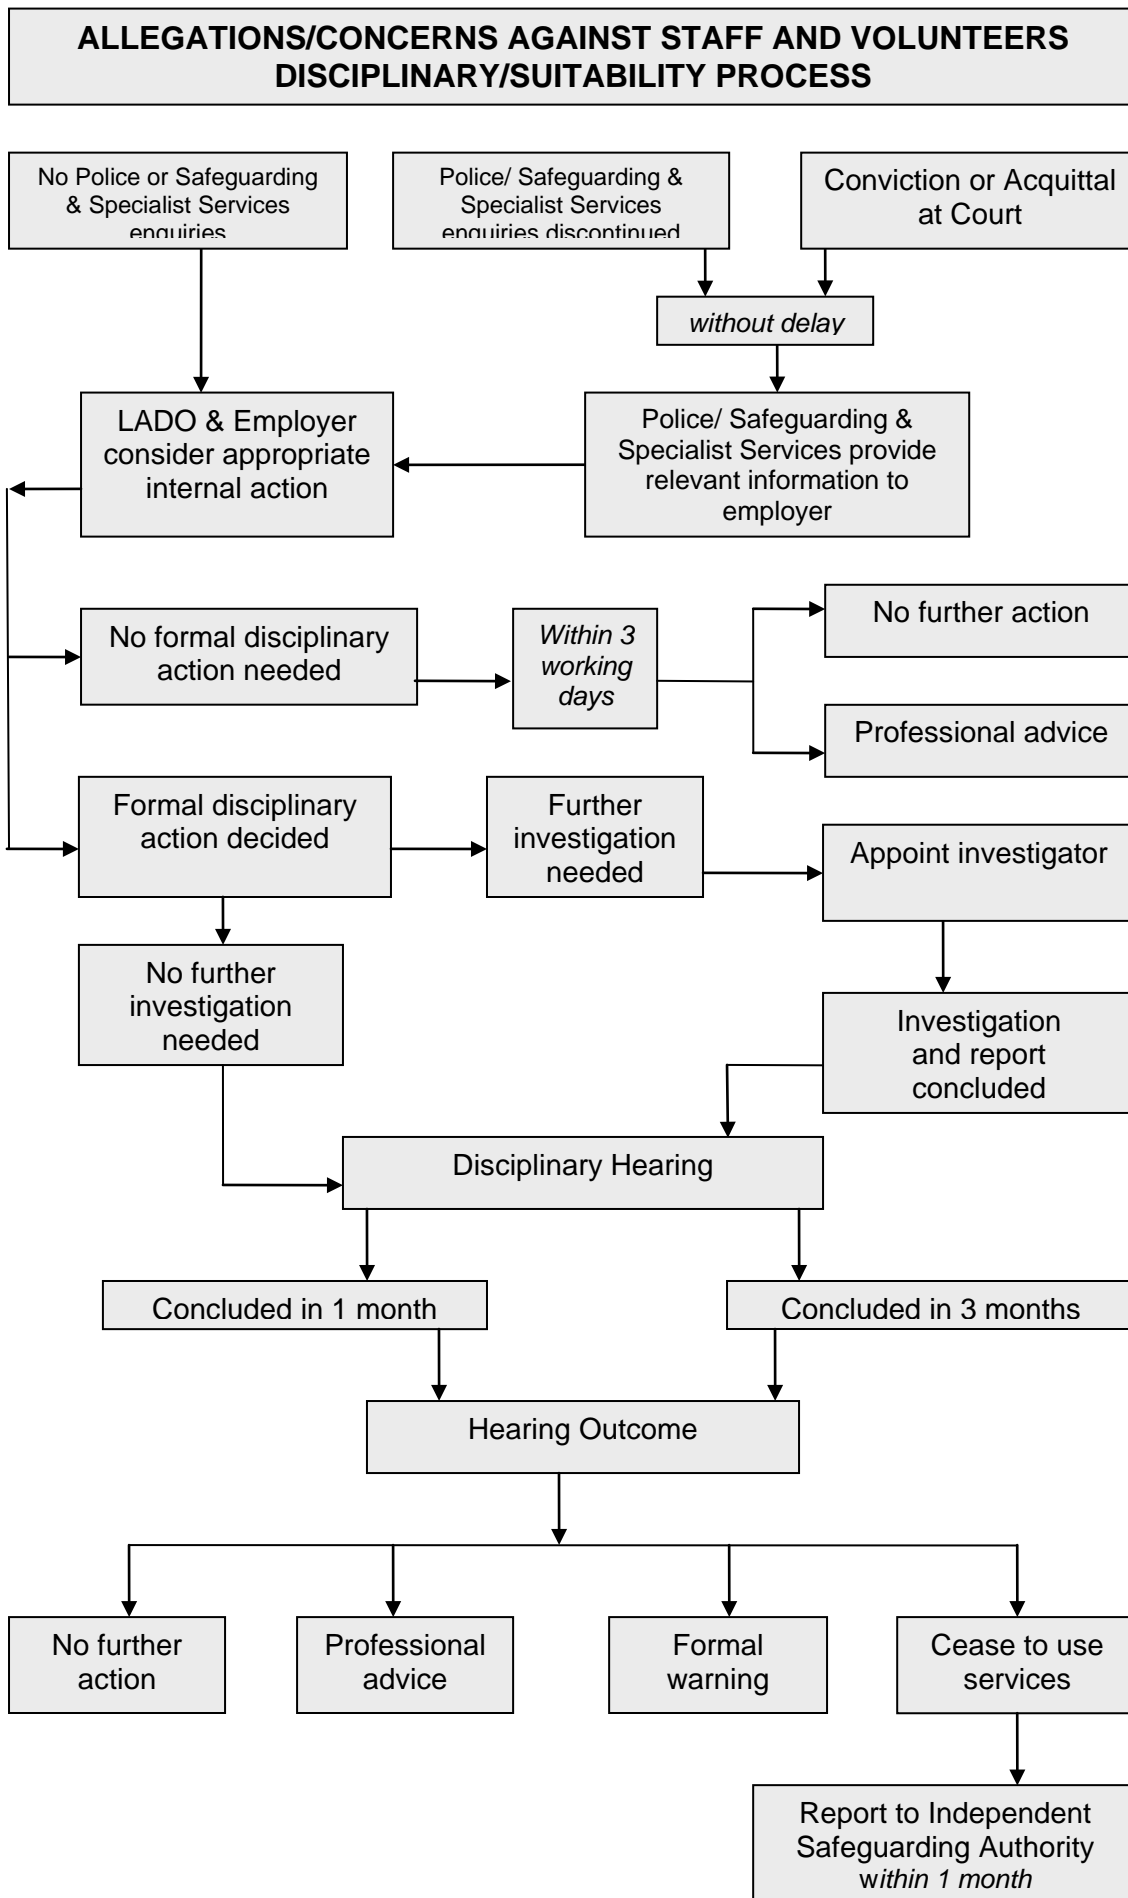 ALLEGATIONS/CONCERNS AGAINST STAFF AND VOLUNTEERS
DISCIPLINARY/SUITABILITY PROCESS
No Police or Safeguarding
& Specialist Services
enquiries
Police/ Safeguarding &
Specialist Services
enquiries discontinued
Conviction or Acquittal
at Court
without delay
LADO & Employer
consider appropriate
internal action
Police/ Safeguarding &
Specialist Services provide
relevant information to
employer
No formal disciplinary
action needed
Within 3
working
days
No further action
Professional advice
Formal disciplinary
action decided
Further
investigation
needed
Appoint investigator
No further
investigation
needed
Investigation
and report
concluded
Disciplinary Hearing
Concluded in 1 month
Concluded in 3 months
Hearing Outcome
No further
action
Professional
advice
Formal
warning
Cease to use
services
Report to Independent
Safeguarding Authority
within 1 month